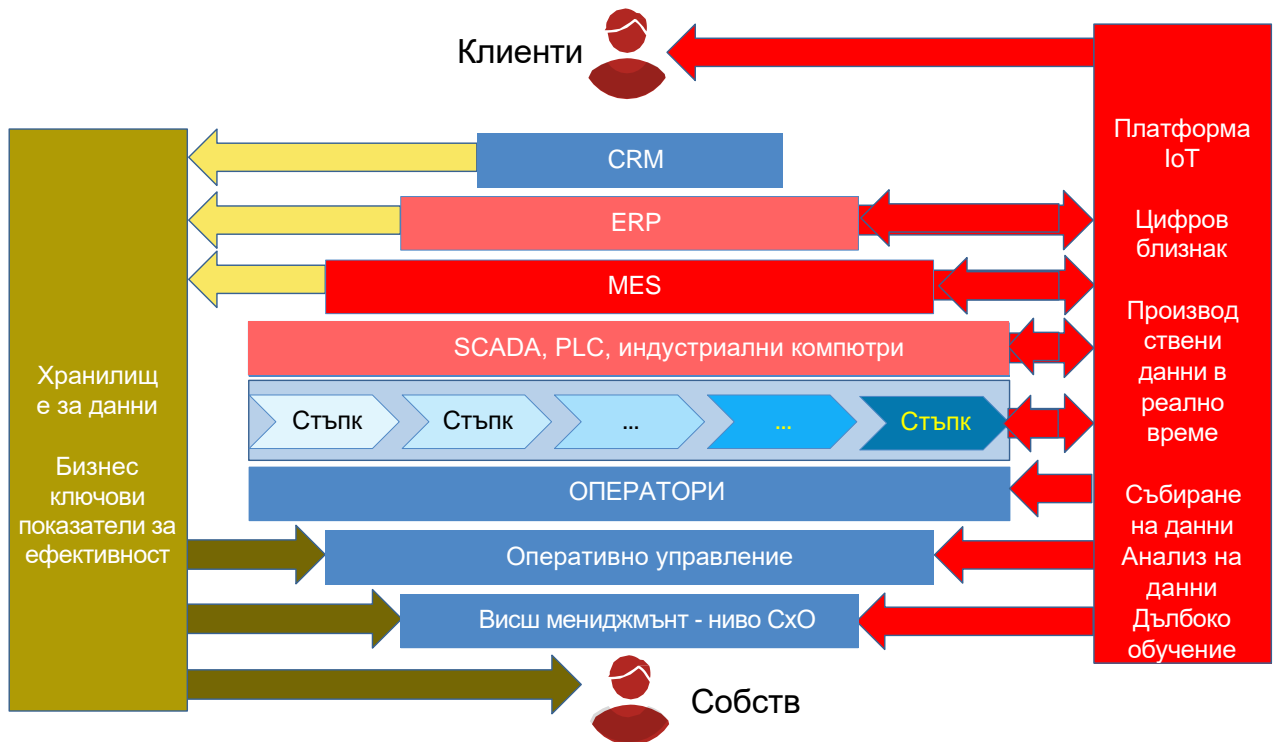 Клиенти
Хранилищ
е за данни
Бизнес
ключови
показатели за
ефективност
CRM
ERP
MES
SCADA, PLC, индустриални компютри
Стъпк
Стъпк
...
...
Стъпк
ОПЕРАТОРИ
Оперативно управление
Висш мениджмънт - ниво CxO
Собств
Платформа
IoT
Цифров
близнак
Производ
ствени
данни в
реално
време
Събиране
на данни
Анализ на
данни
Дълбоко
обучение